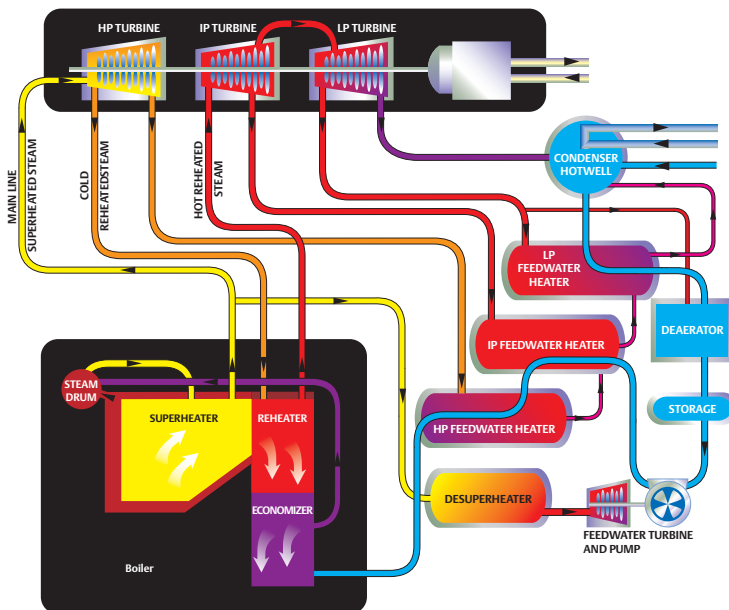 HP TURBINE
IP TURBINE
LP TURBINE
MAIN LINE
SUPERHEATED STEAM
COLD
REHEATEDSTEAM
HOT REHEATED
STEAM
CONDENSER
HOTWELL
LP
FEEDWATER
HEATER
IP FEEDWATER HEATER
DEAERATOR
STEAM
DRUM
SUPERHEATER
REHEATER
HP FEEDWATER HEATER
STORAGE
ECONOMIZER
DESUPERHEATER
FEEDWATER TURBINE
AND PUMP
Boiler